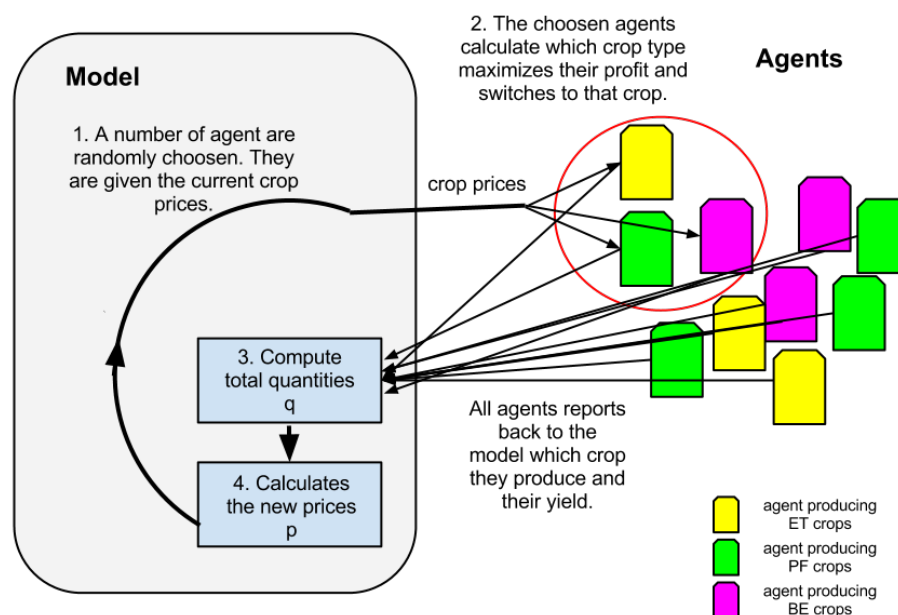 Model
1. A number of agent are
randomly choosen. They
are given the current crop
prices.
2. The choosen agents
calculate which crop type
maximizes their profit and
switches to that crop.
Agents
crop prices
3. Compute
total quantities
q
4. Calculates
the new prices
p
All agents reports
back to the
model which crop
they produce and
their yield.
agent producing
ET crops
agent producing
PF crops
agent producing
BE crops